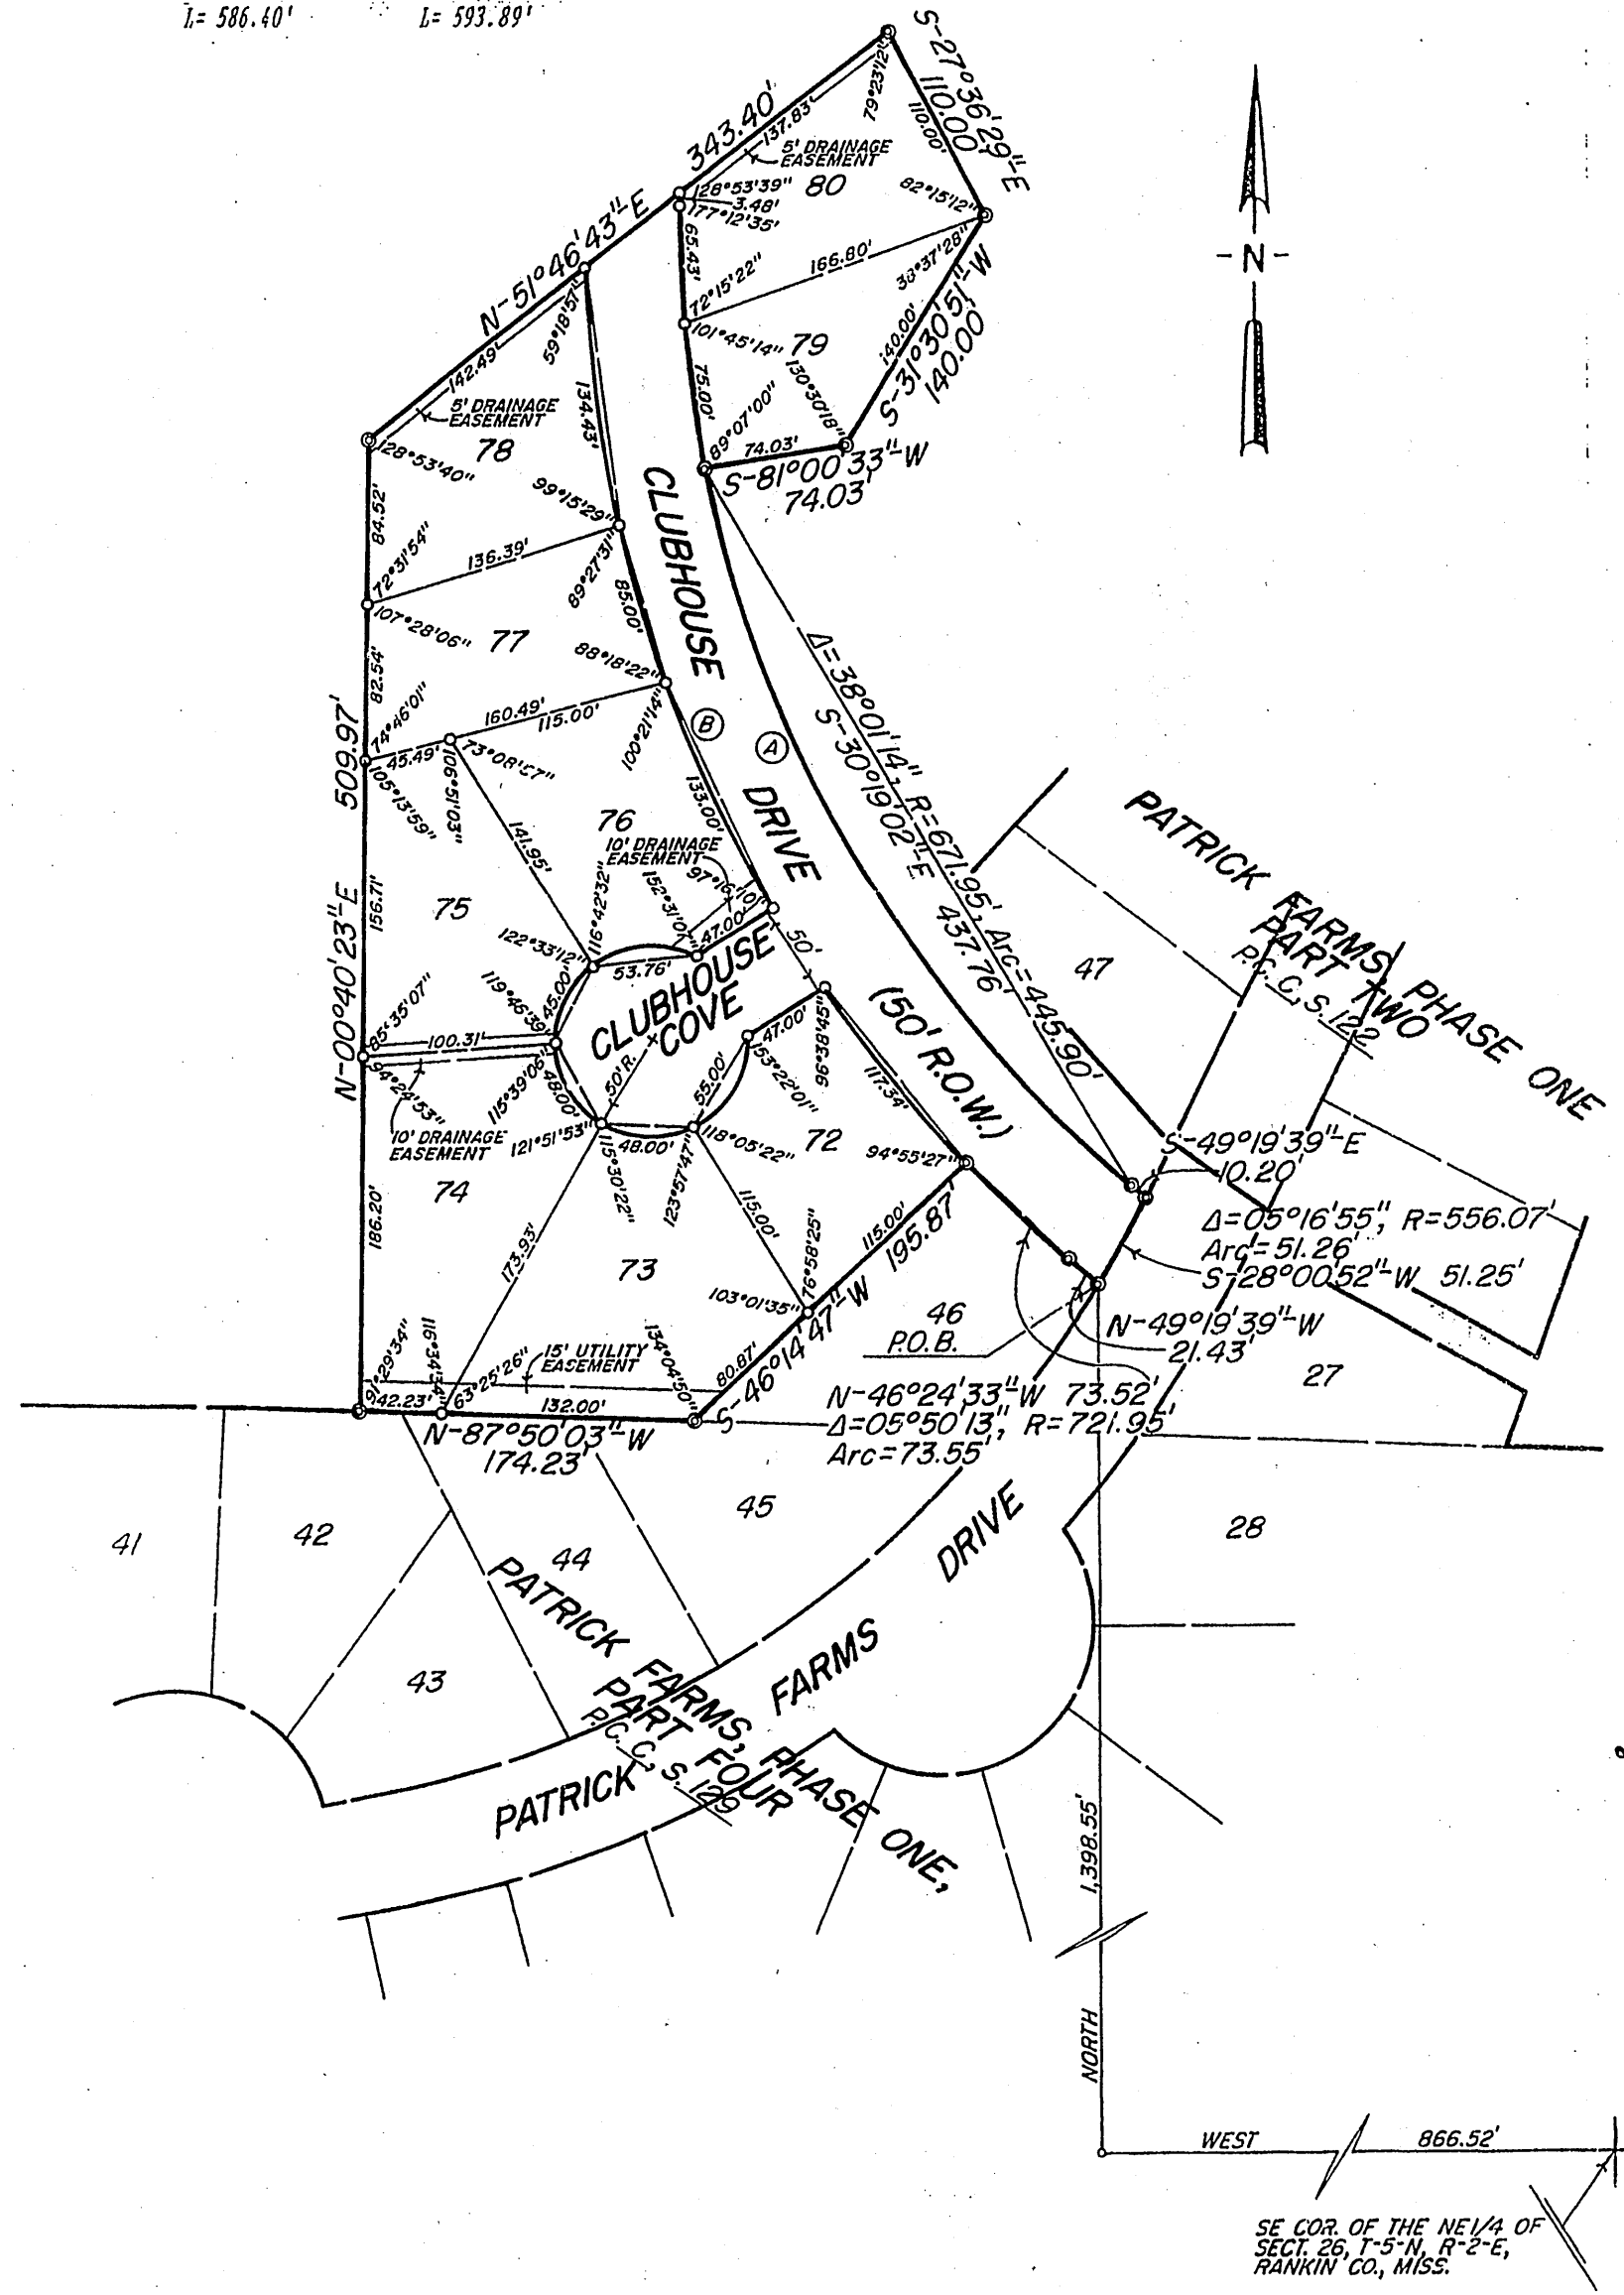 L= 586.40'
L= 593.89'
S-27°36'29"-E
110.00'
343.40'
137.83'
79°23'12"
110.00'
5' DRAINAGE
EASEMENT
80
128°53'39"
3.48'
177°12'35"
82°15'12"
N-51°46'43"-E
65.43'
72°15'22"
166.80'
38°37'28"
-N-
59°18'57"
101°45'14"
79
140.00'
S-31°30'51"-W
140.00
142.49'
5' DRAINAGE
EASEMENT
78
134.43'
75.00'
130°30'18"
89°07'00"
74.03'
S-81°00'33"-W
74.03'
128°53'40"
84.52'
99°15'29"
72°31'54"
136.39'
89°27'31"
107°28'06"
77
85.00'
88°18'22"
CLUBHOUSE
DRIVE
(50' R.O.W.)
82.54'
74°46'01"
160.49'
115.00'
100°21'14"
B
A
509.97'
N-00°40'23"-E
45.49'
73°08'57"
105°13'59"
106°51'03"
133.00'
Δ=38°01'14", R=671.95', Arc=445.90'
S-30°19'02"-E
437.76'
141.95'
76
10' DRAINAGE
EASEMENT
97°16'10"
152°31'07"
116°42'32"
156.71'
75
122°33'12"
47.00'
53.76'
50'
CLUBHOUSE
COVE
119°46'39"
45.00'
85°35'07"
100.31'
94°24'53"
10' DRAINAGE
EASEMENT
115°39'06"
48.00'
50' R.
55.00'
47.00'
96°38'45"
153°22'01"
117.34'
121°51'53"
48.00'
118°05'22"
72
94°55'27"
115°30'22"
123°57'47"
74
186.20'
173.93'
115.00'
76°58'25"
115.00'
195.87'
S-46°14'47"-W
73
103°01'35"
80.87'
134°04'50"
15' UTILITY
EASEMENT
91°29'34"
116°34'34"
63°25'26"
42.23'
132.00'
N-87°50'03"-W
174.23'
PATRICK FARMS, PHASE ONE
PART TWO
P.C. C, S. 122
47
S-49°19'39"-E
10.20'
Δ=05°16'55", R=556.07'
Arc=51.26'
S-28°00'52"-W 51.25'
46
P.O.B.
N-49°19'39"-W
21.43'
27
N-46°24'33"-W 73.52'
Δ=05°50'13", R=721.95'
Arc=73.55'
41
42
43
44
45
28
PATRICK FARMS, PHASE ONE,
PART FOUR
P.C. C, S. 129
PATRICK FARMS DRIVE
1,398.55'
NORTH
WEST
866.52'
SE COR. OF THE NE1/4 OF
SECT. 26, T-5-N, R-2-E,
RANKIN CO., MISS.